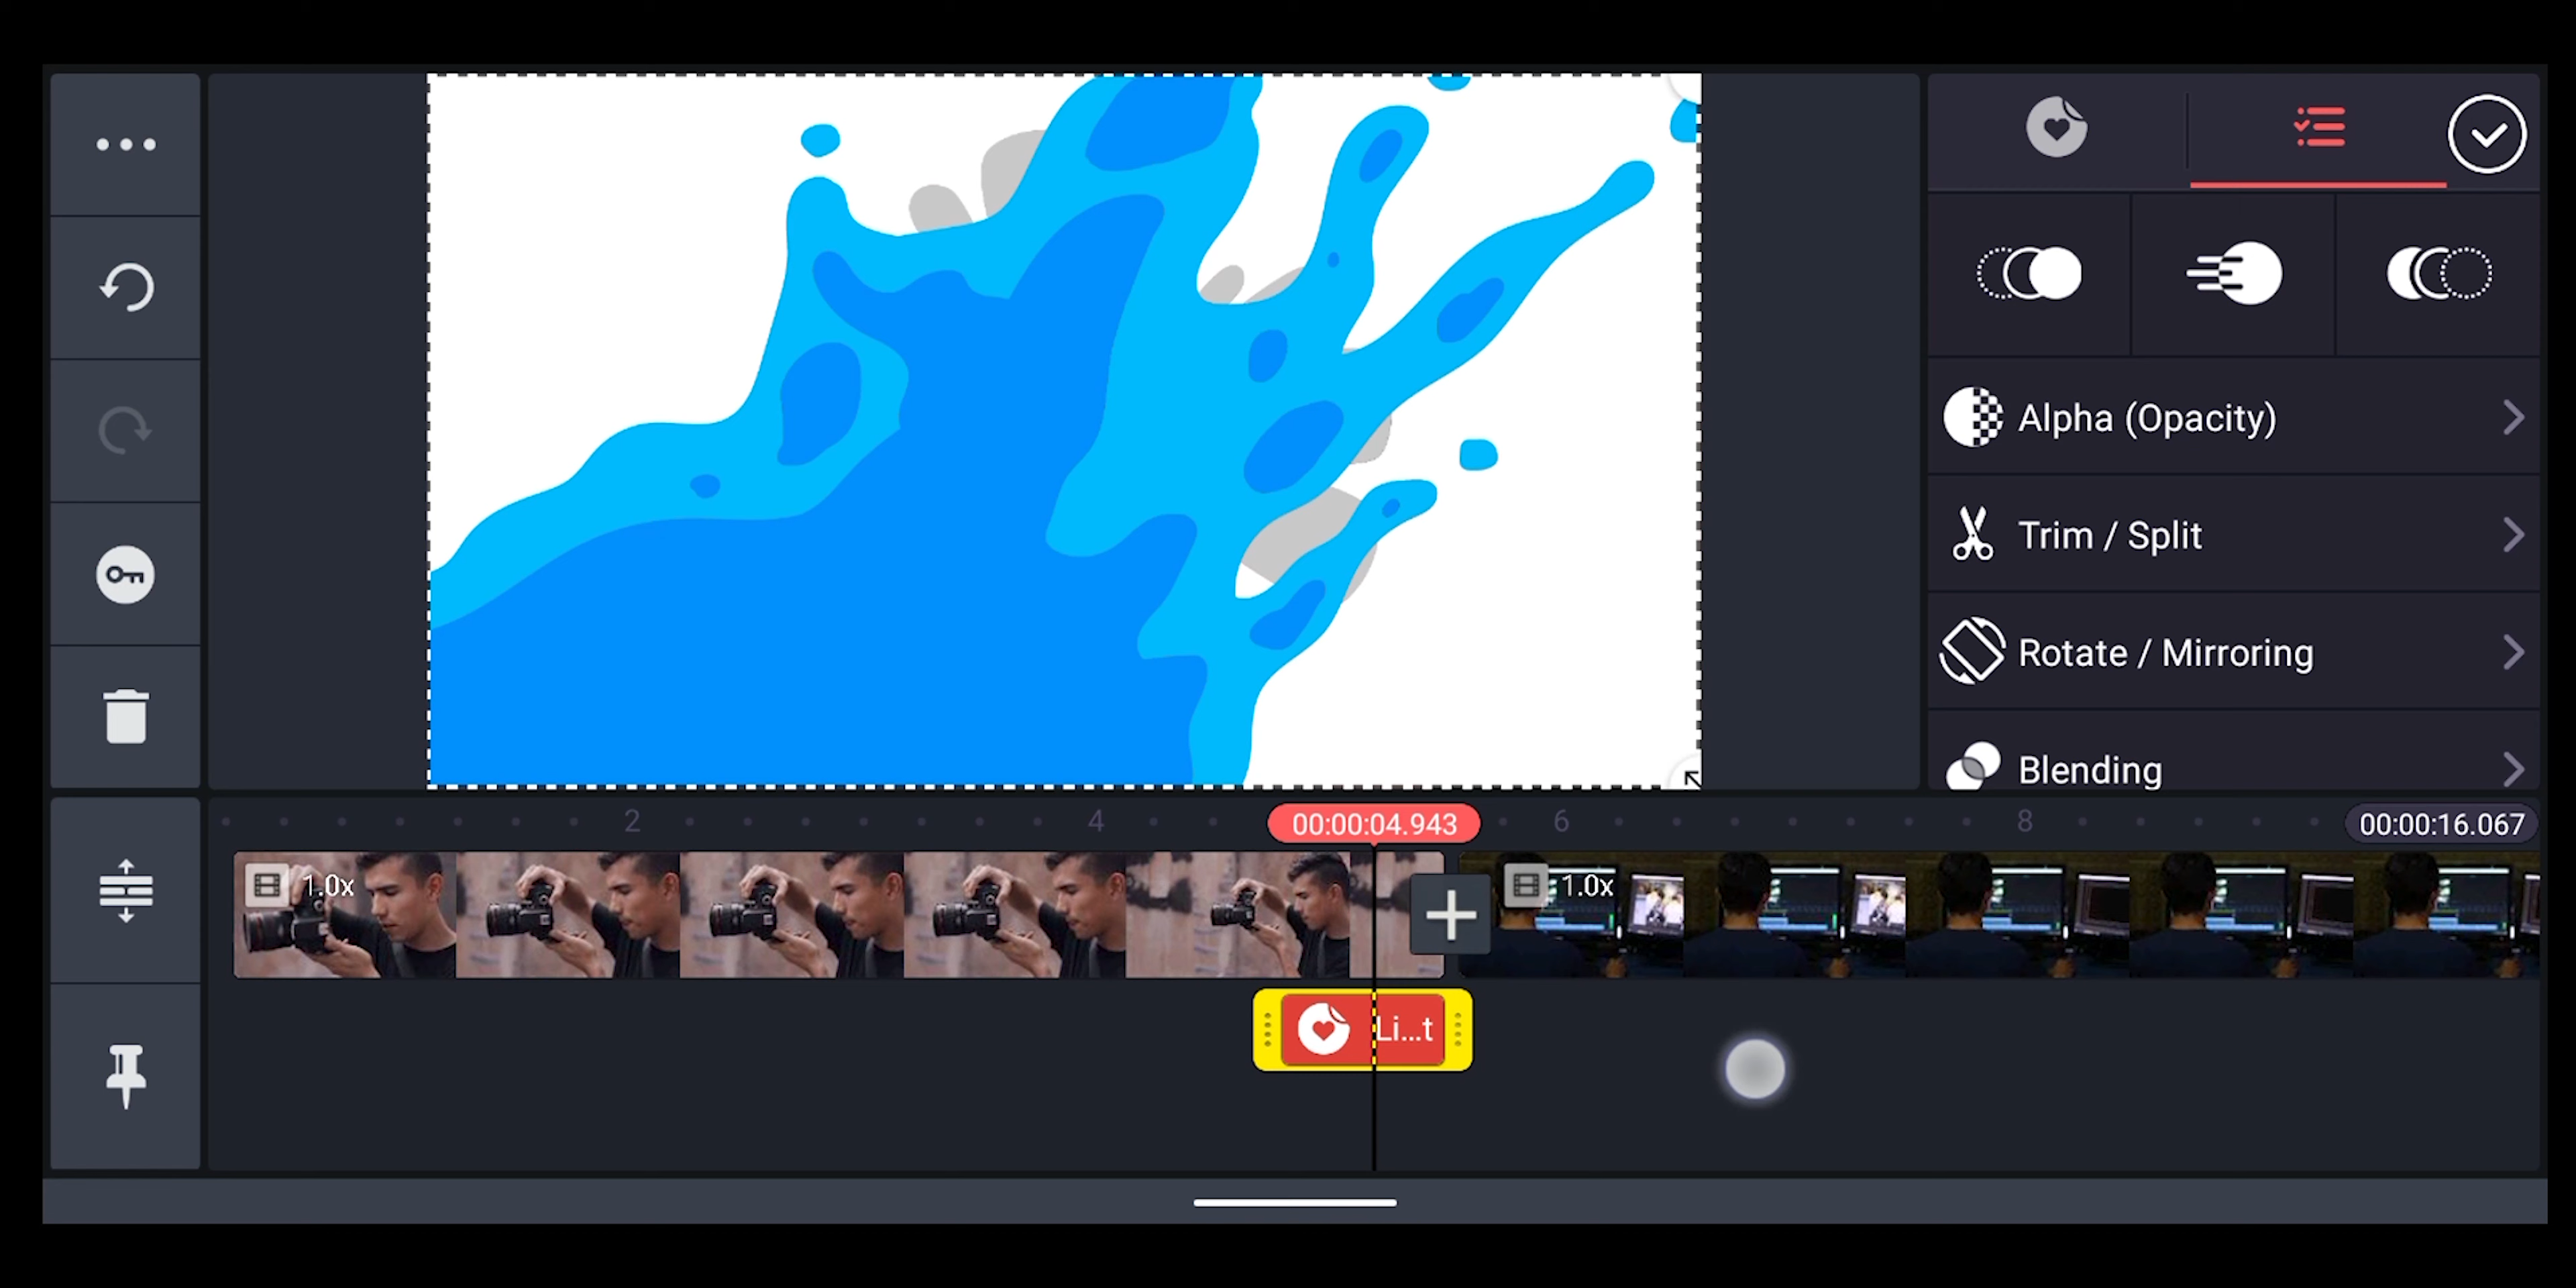 Alpha (Opacity)
Trim / Split
Rotate / Mirroring
Blending
2
4
00:00:04.943
6
8
00:00:16.067
1.0x
1.0x
Li...t